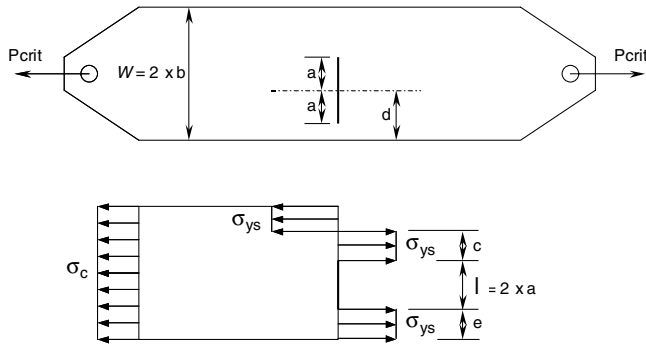 Pcrit
Pcrit
W = 2 x b
a
a
d
σys
σys
c
σc
l = 2 x a
σys
e